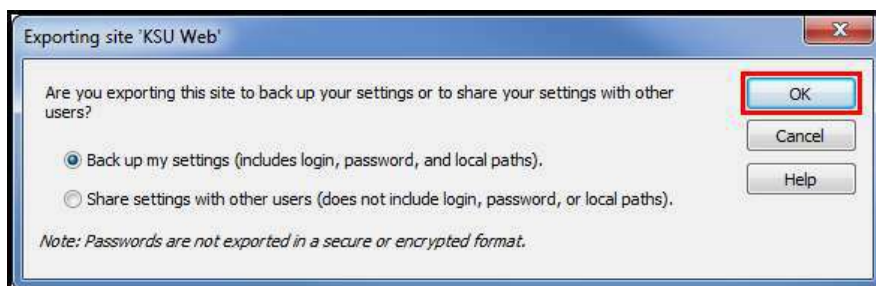 Exporting site 'KSU Web'
Are you exporting this site to back up your settings or to share your settings with other
users?
OK
Cancel
Help
Back up my settings (includes login, password, and local paths).
Share settings with other users (does not include login, password, or local paths).
Note: Passwords are not exported in a secure or encrypted format.